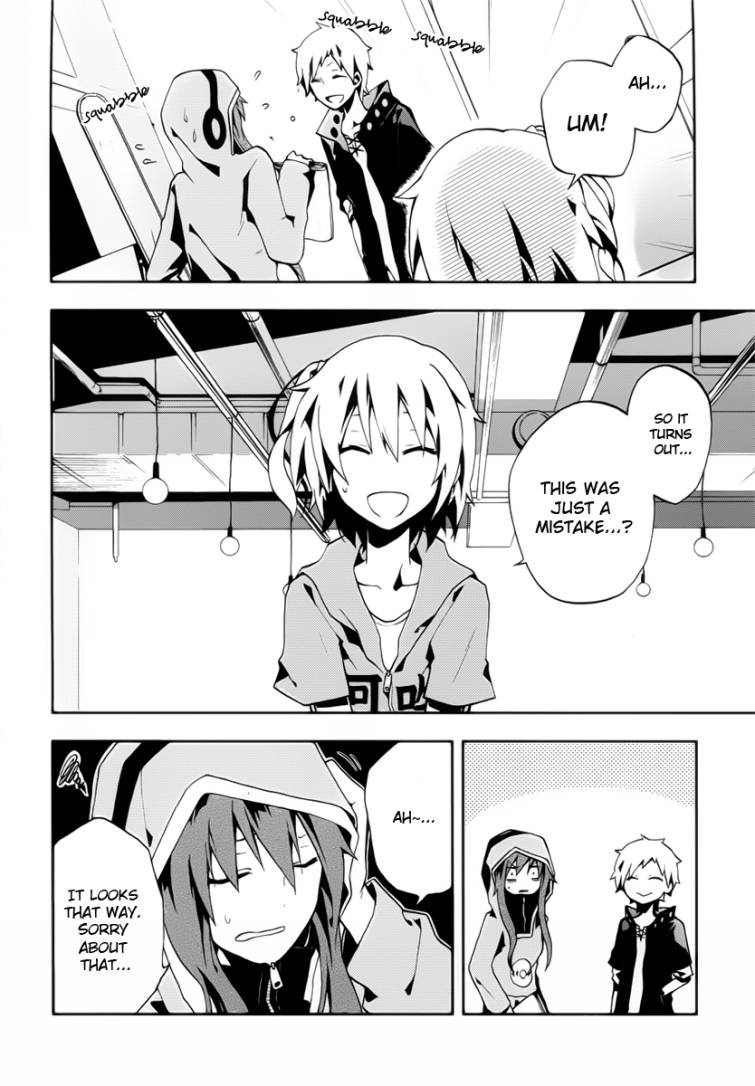 AH...
UM!
squabble
squabble
squabble
SO IT
TURNS
OUT...
THIS WAS
JUST A
MISTAKE...?
AH~...
IT LOOKS
THAT WAY.
SORRY
ABOUT
THAT...